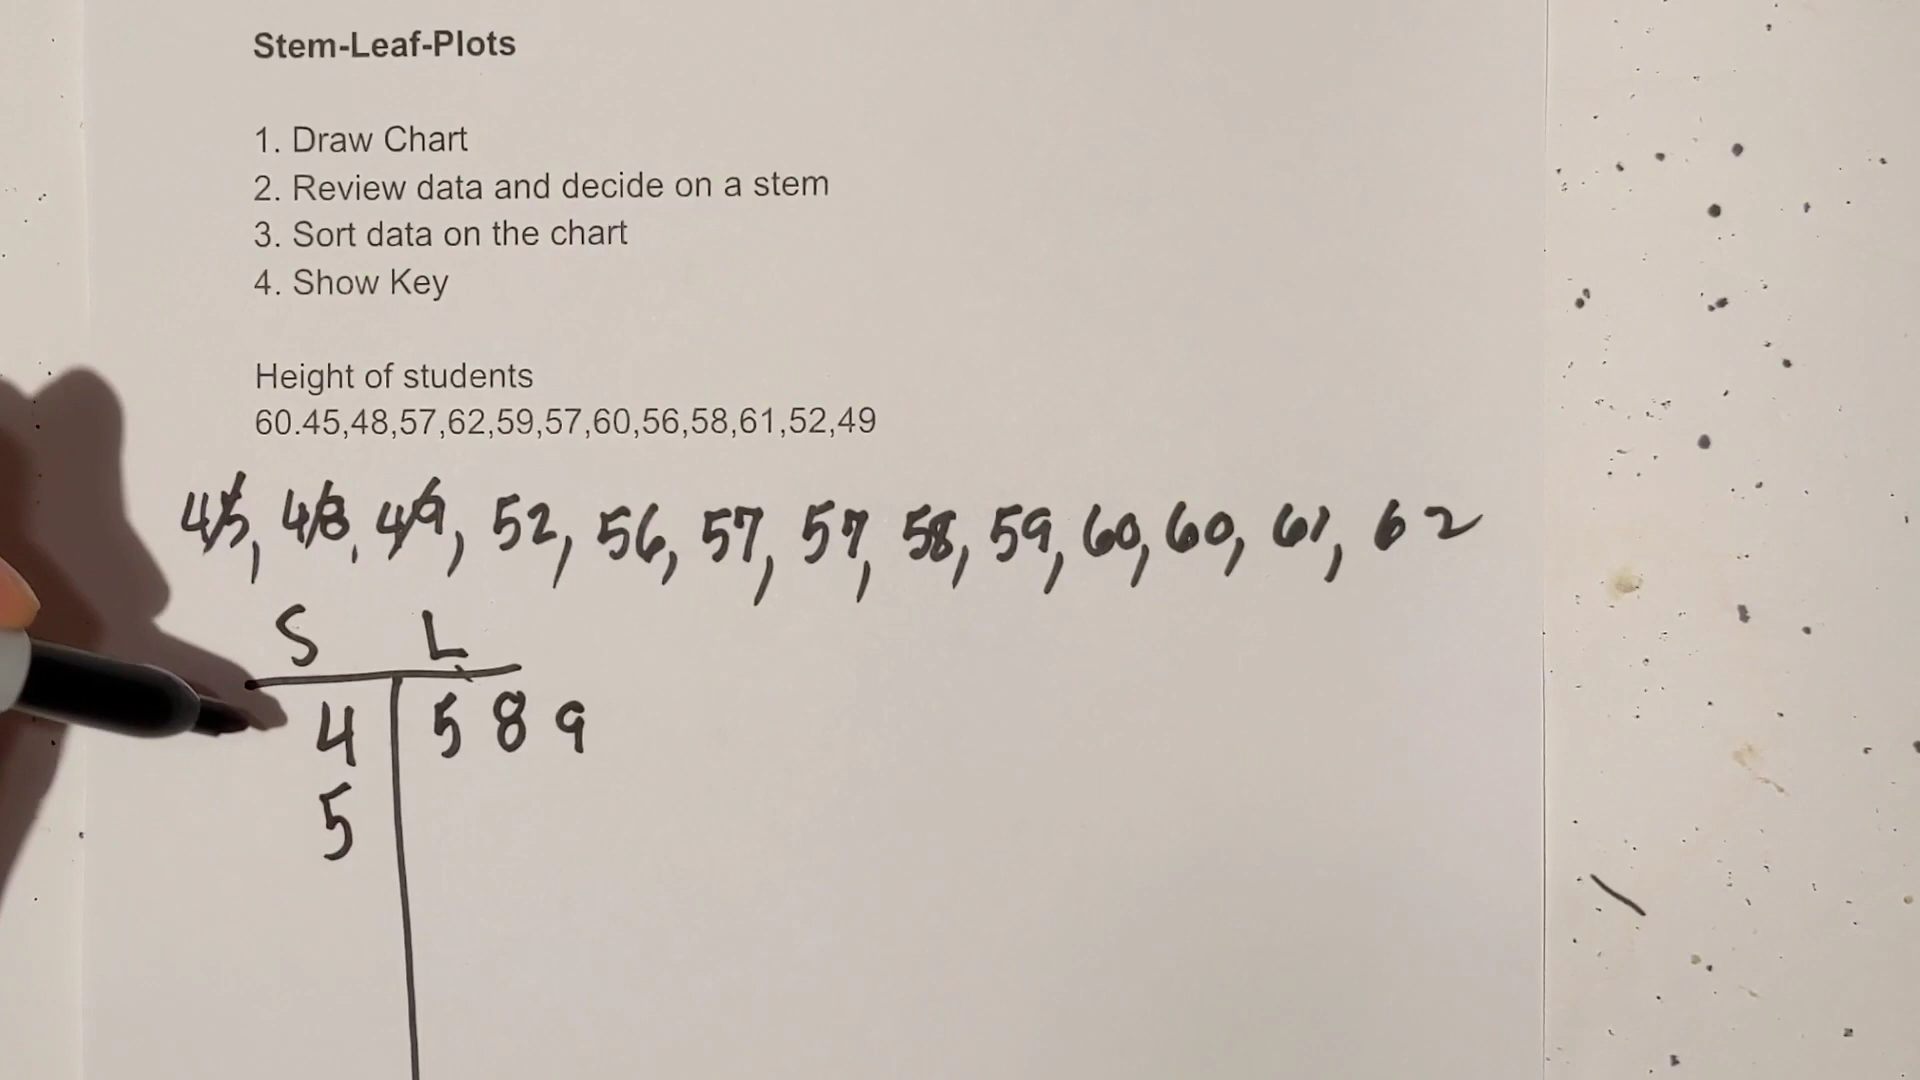 Stem-Leaf-Plots
1. Draw Chart
2. Review data and decide on a stem
3. Sort data on the chart
4. Show Key
Height of students
60.45,48,57,62,59,57,60,56,58,61,52,49
45, 48, 49, 52, 56, 57, 57, 58, 59, 60, 60, 61, 62
S L
4 5 8 9
5